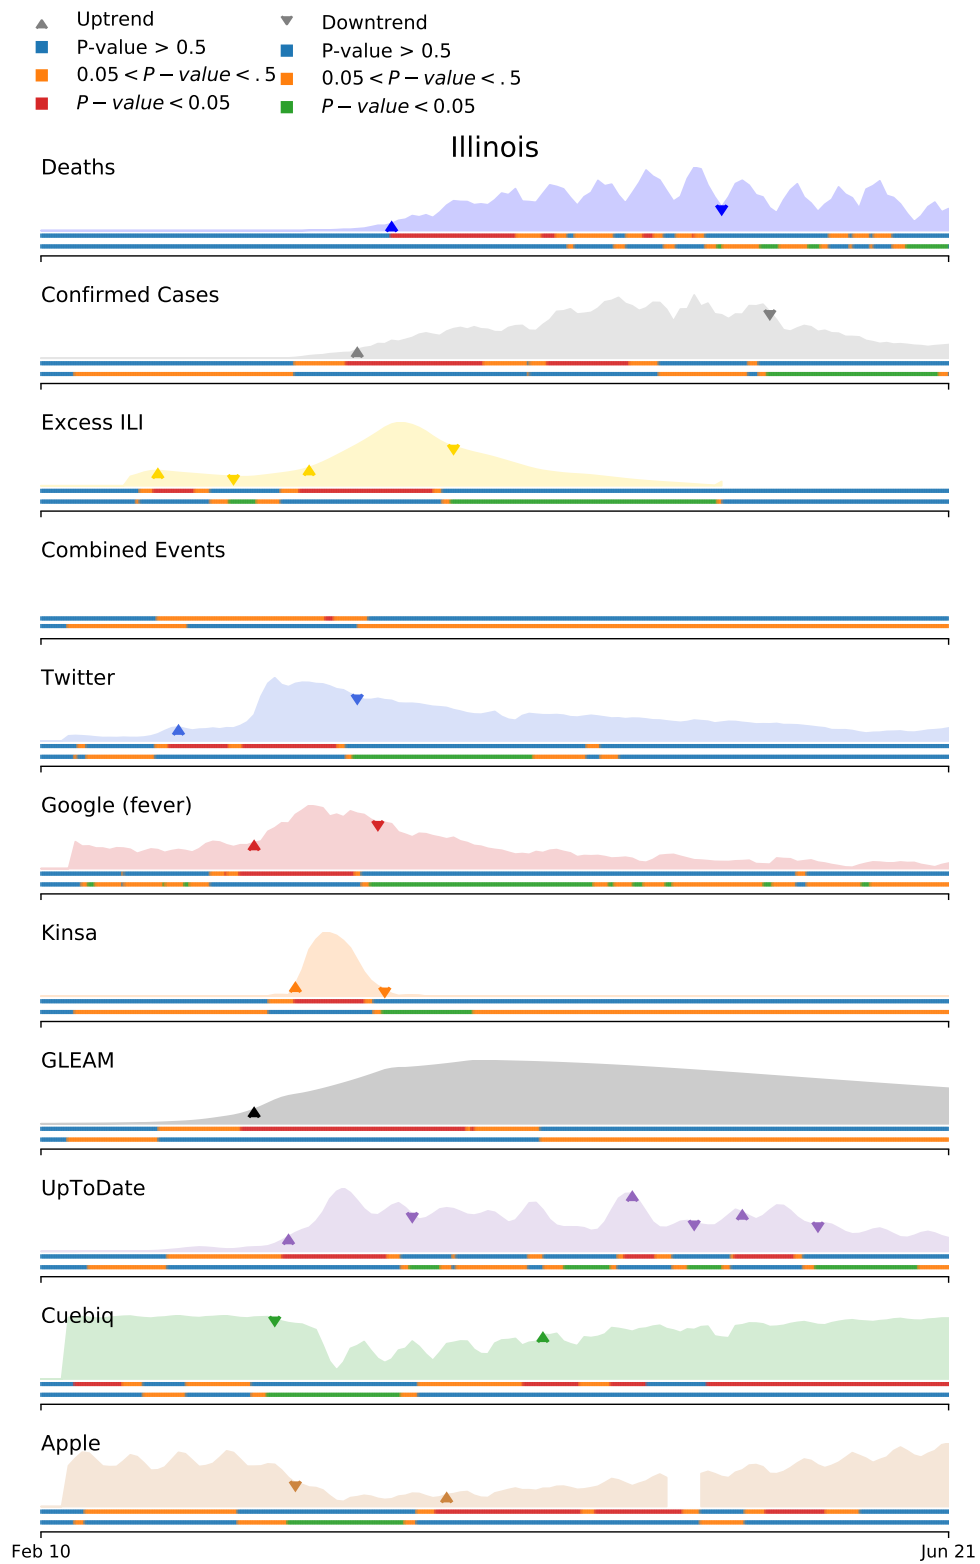 Uptrend
P-value > 0.5
0.05 < P − value < .5
P − value < 0.05
Downtrend
P-value > 0.5
0.05 < P − value < .5
P − value < 0.05
Illinois
Deaths
Confirmed Cases
Excess ILI
Combined Events
Twitter
Google (fever)
Kinsa
GLEAM
UpToDate
Cuebiq
Apple
Feb 10
Jun 21